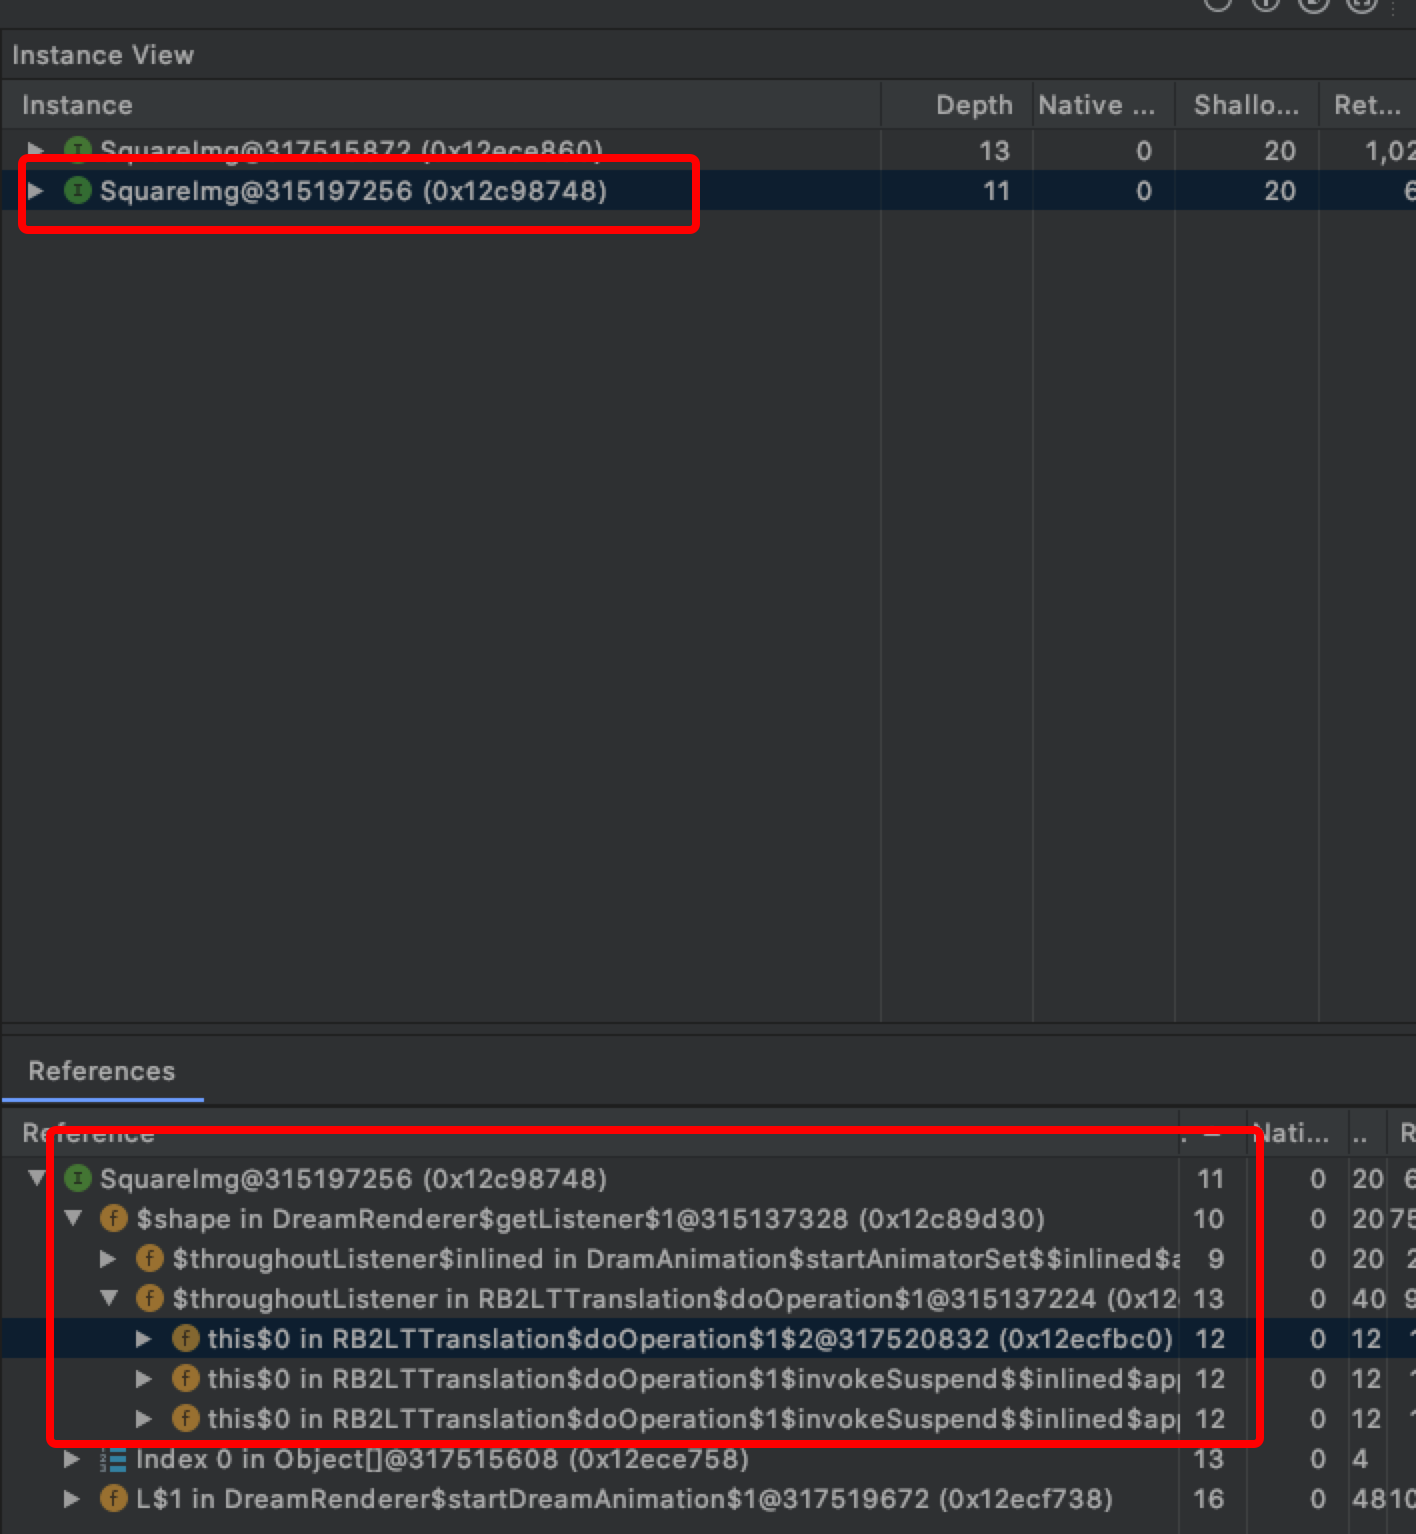 Instance View
Instance Depth Native ... Shallo... Ret...
SquareImg@317515872 (0x12ece860) 13 0 20 1,02
SquareImg@315197256 (0x12c98748) 11 0 20 6
References
Reference . Nati... .. R
SquareImg@315197256 (0x12c98748) 11 0 20 6
$shape in DreamRenderer$getListener$1@315137328 (0x12c89d30) 10 0 20 75
$throughoutListener$inlined in DramAnimation$startAnimatorSet$$inlined$a 9 0 20 2
$throughoutListener in RB2LTTranslation$doOperation$1@315137224 (0x12 13 0 40 9
this$0 in RB2LTTranslation$doOperation$1$2@317520832 (0x12ecfbc0) 12 0 12 1
this$0 in RB2LTTranslation$doOperation$1$invokeSuspend$$inlined$app 12 0 12 1
this$0 in RB2LTTranslation$doOperation$1$invokeSuspend$$inlined$app 12 0 12 1
Index 0 in Object[]@317515608 (0x12ece758) 13 0 4
L$1 in DreamRenderer$startDreamAnimation$1@317519672 (0x12ecf738) 16 0 48 10